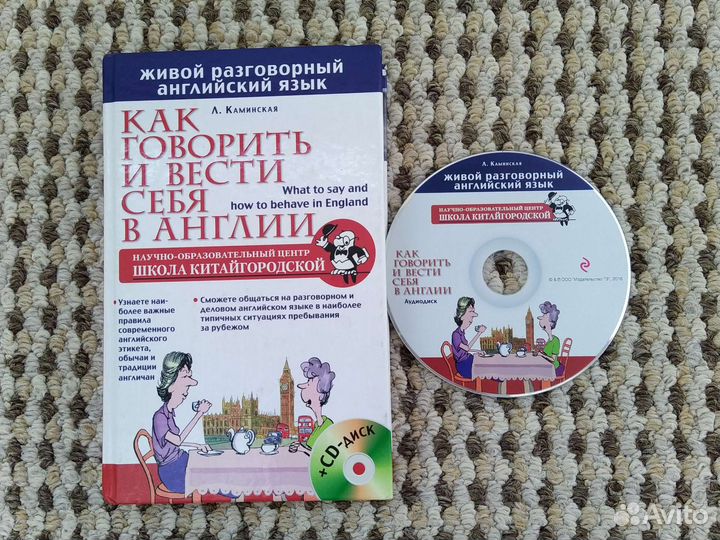 живой разговорный
английский язык
Л. Каминская
Как
говорить
и вести
себя
в Англии
What to say and
how to behave in England
научно-образовательный центр
Школа Китайгородской
• Узнаете наи-
более важные
правила
современного
английского
этикета,
обычаи и
традиции
англичан
• Сможете общаться на разговорном и
деловом английском языке в наиболее
типичных ситуациях пребывания
за рубежом
+CD-диск
Л. Каминская
живой разговорный
английский язык
научно-образовательный центр
Школа Китайгородской
Как
говорить
и вести
себя
в Англии
Аудиодиск
© & ℗ ООО "Издательство "Э", 2016
Avito